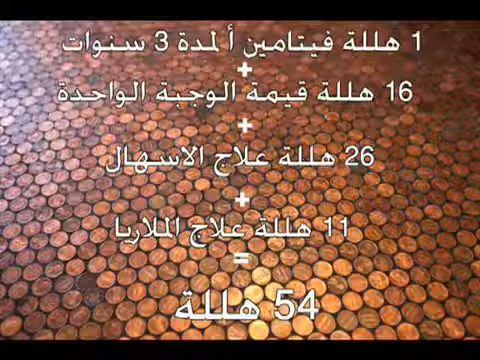 1 هللة فيتامين أ لمدة 3 سنوات
+
16 هللة قيمة الوجبة الواحدة
+
26 هللة علاج الاسهال
+
11 هللة علاج الملاريا
=
54 هللة